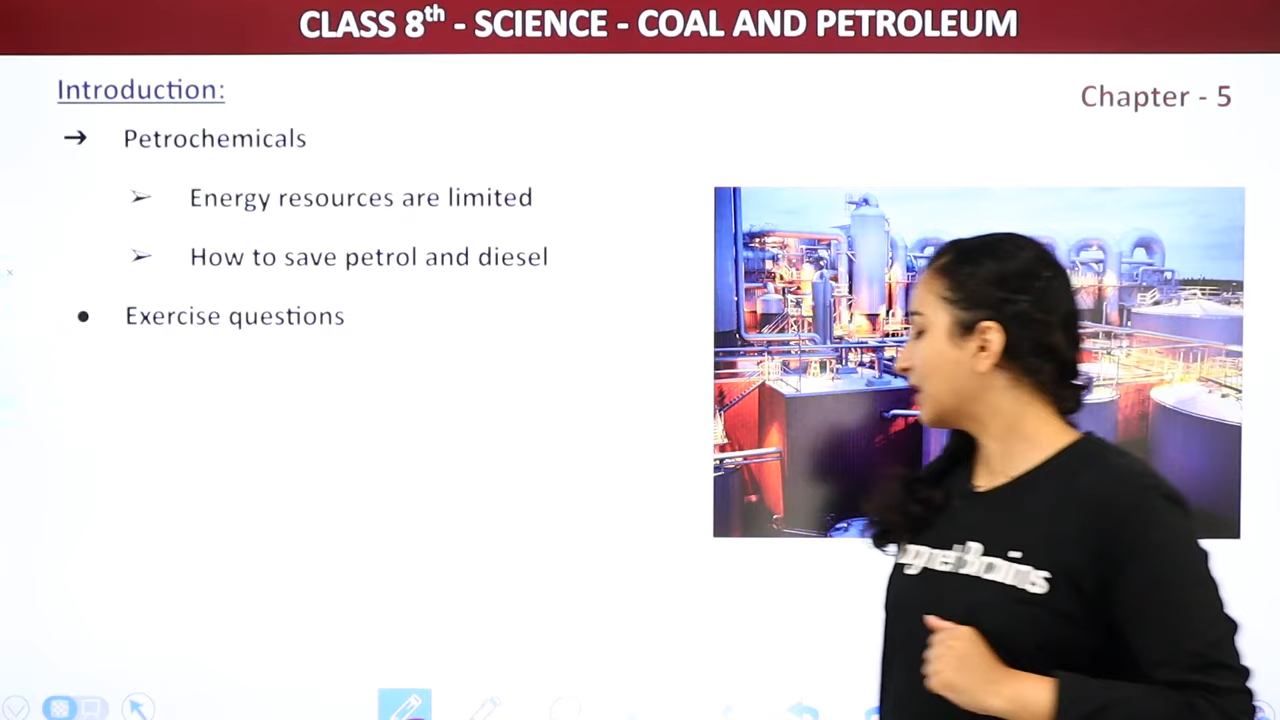 CLASS 8th - SCIENCE - COAL AND PETROLEUM
Introduction:
Chapter - 5
➔ Petrochemicals
➢ Energy resources are limited
➢ How to save petrol and diesel
● Exercise questions